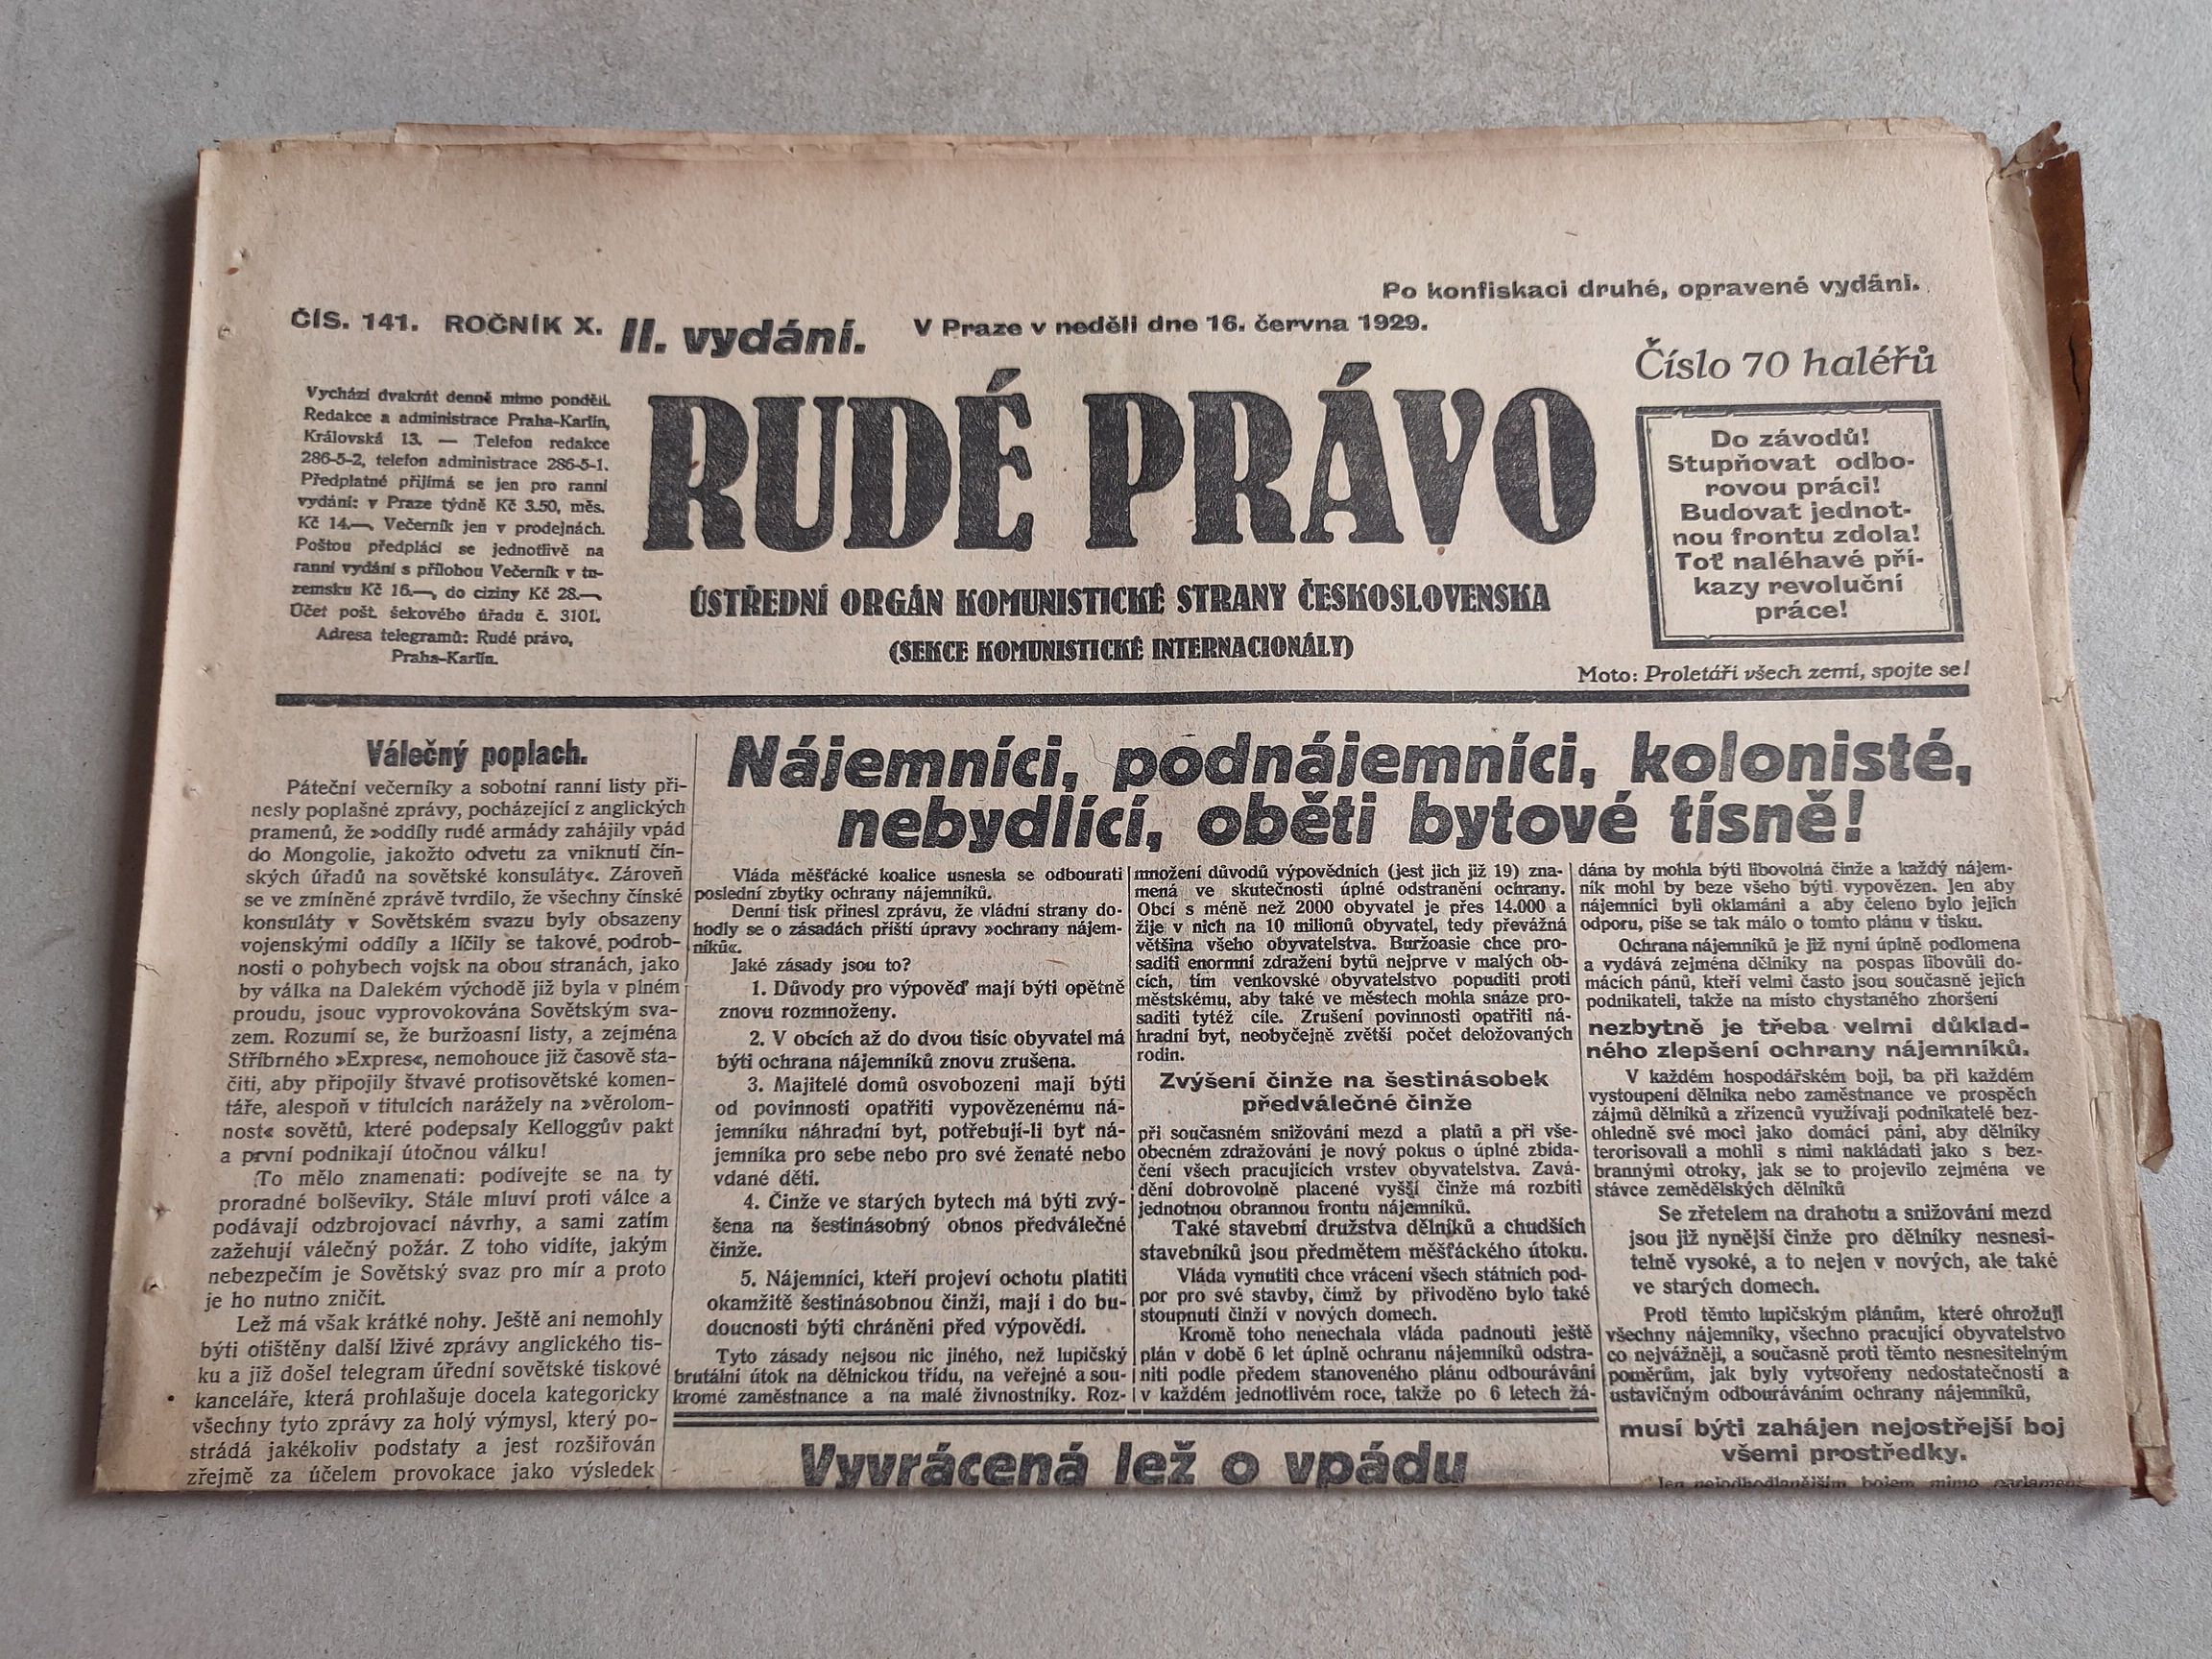 Po konfiskaci druhé, opravené vydání.
ČÍS. 141. ROČNÍK X. II. vydání. V Praze v neděli dne 16. června 1929.
Vychází dvakrát denně mimo pondělí.
Redakce a administrace Praha-Karlín,
Královská 13. — Telefon redakce
286-5-2, telefon administrace 286-5-1.
Předplatné přijímá se jen pro ranní
vydání: v Praze týdně Kč 3.50, měs.
Kč 14.—, Večerník jen v prodejnách.
Poštou předplácí se jednotlivě na
ranní vydání s přílohou Večerník v tu-
zemsku Kč 16.—, do ciziny Kč 28.—,
Účet pošt. šekového úřadu č. 3101.
Adresa telegramů: Rudé právo,
Praha-Karlín.
RUDÉ PRÁVO
ÚSTŘEDNÍ ORGÁN KOMUNISTICKÉ STRANY ČESKOSLOVENSKA
(SEKCE KOMUNISTICKÉ INTERNACIONÁLY)
Číslo 70 haléřů
Do závodů!
Stupňovat odbo-
rovou práci!
Budovat jednot-
nou frontu zdola!
Toť naléhavé pří-
kazy revoluční
práce!
Moto: Proletáři všech zemí, spojte se!
Válečný poplach.
Páteční večerníky a sobotní ranní listy při-
nesly poplašné zprávy, pocházející z anglických
pramenů, že »oddíly rudé armády zahájily vpád
do Mongolie, jakožto odvetu za vniknutí čín-
ských úřadů na sovětské konsuláty«. Zároveň
se ve zmíněné zprávě tvrdilo, že všechny čínské
konsuláty v Sovětském svazu byly obsazeny
vojenskými oddíly a líčily se takové podrob-
nosti o pohybech vojsk na obou stranách, jako
by válka na Dalekém východě již byla v plném
proudu, jsouc vyprovokována Sovětským sva-
zem. Rozumí se, že buržoasní listy, a zejména
Stříbrného »Expres«, nemohouce již časově sta-
čiti, aby připojily štvavé protisovětské komen-
táře, alespoň v titulcích narážely na »věrolom-
nost« sovětů, které podepsaly Kelloggův pakt
a první podnikají útočnou válku!
To mělo znamenati: podívejte se na ty
proradné bolševiky. Stále mluví proti válce a
podávají odzbrojovací návrhy, a sami zatím
zažehují válečný požár. Z toho vidíte, jakým
nebezpečím je Sovětský svaz pro mír a proto
je ho nutno zničit.
Lež má však krátké nohy. Ještě ani nemohly
býti otištěny další lživé zprávy anglického tis-
ku a již došel telegram úřední sovětské tiskové
kanceláře, která prohlašuje docela kategoricky
všechny tyto zprávy za holý výmysl, který po-
strádá jakékoliv podstaty a jest rozšiřován
zřejmě za účelem provokace jako výsledek
Nájemníci, podnájemníci, kolonisté,
nebydlící, oběti bytové tísně!
Vláda měšťácké koalice usnesla se odbourati
poslední zbytky ochrany nájemníků.
Denní tisk přinesl zprávu, že vládní strany do-
hodly se o zásadách příští úpravy »ochrany nájem-
níků«.
Jaké zásady jsou to?
1. Důvody pro výpověď mají býti opětně
znovu rozmnoženy.
2. V obcích až do dvou tisíc obyvatel má
býti ochrana nájemníků znovu zrušena.
3. Majitelé domů osvobozeni mají býti
od povinnosti opatřiti vypovězenému ná-
jemníku náhradní byt, potřebují-li byt ná-
jemníka pro sebe nebo pro své ženaté nebo
vdané děti.
4. Činže ve starých bytech má býti zvý-
šena na šestinásobný obnos předválečné
činže.
5. Nájemníci, kteří projeví ochotu platiti
okamžitě šestinásobnou činži, mají i do bu-
doucnosti býti chráněni před výpovědí.
Tyto zásady nejsou nic jiného, než lupičský
brutální útok na dělnickou třídu, na veřejné a sou-
kromé zaměstnance a na malé živnostníky. Roz-
množení důvodů výpovědních (jest jich již 19) zna-
mená ve skutečnosti úplné odstranění ochrany.
Obcí s méně než 2000 obyvatel je přes 14.000 a
žije v nich na 10 milionů obyvatel, tedy převážná
většina všeho obyvatelstva. Buržoasie chce pro-
saditi enormní zdražení bytů nejprve v malých ob-
cích, tím venkovské obyvatelstvo popuditi proti
městskému, aby také ve městech mohla snáze pro-
saditi tytéž cíle. Zrušení povinnosti opatřiti ná-
hradní byt, neobyčejně zvětší počet deložovaných
rodin.
Zvýšení činže na šestinásobek
předválečné činže
při současném snižování mezd a platů a při vše-
obecném zdražování je nový pokus o úplné zbída-
čení všech pracujících vrstev obyvatelstva. Zavá-
dění dobrovolně placené vyšší činže má rozbíti
jednotnou obrannou frontu nájemníků.
Také stavební družstva dělníků a chudších
stavebníků jsou předmětem měšťáckého útoku.
Vláda vynutiti chce vrácení všech státních pod-
por pro své stavby, čímž by přivoděno bylo také
stoupnutí činží v nových domech.
Kromě toho nenechala vláda padnouti ještě
plán v době 6 let úplně ochranu nájemníků odstra-
niti podle předem stanoveného plánu odbourávání
v každém jednotlivém roce, takže po 6 letech žá-
dána by mohla býti libovolná činže a každý nájem-
ník mohl by beze všeho býti vypovězen. Jen aby
nájemníci byli oklamáni a aby čeleno bylo jejich
odporu, píše se tak málo o tomto plánu v tisku.
Ochrana nájemníků je již nyní úplně podlomena
a vydává zejména dělníky na pospas libovůli do-
mácích pánů, kteří velmi často jsou současně jejich
podnikateli, takže na místo chystaného zhoršení
nezbytně je třeba velmi důklad-
ného zlepšení ochrany nájemníků.
V každém hospodářském boji, ba při každém
vystoupení dělníka nebo zaměstnance ve prospěch
zájmů dělníků a zřízenců využívají podnikatelé bez-
ohledně své moci jako domácí páni, aby dělníky
terorisovali a mohli s nimi nakládati jako s bez-
brannými otroky, jak se to projevilo zejména ve
stávce zemědělských dělníků
Se zřetelem na drahotu a snižování mezd
jsou již nynější činže pro dělníky nesnesi-
telně vysoké, a to nejen v nových, ale také
ve starých domech.
Proti těmto lupičským plánům, které ohrožují
všechny nájemníky, všechno pracující obyvatelstvo
co nejvážněji, a současně proti těmto nesnesitelným
poměrům, jak byly vytvořeny nedostatečností a
ustavičným odbouráváním ochrany nájemníků,
musí býti zahájen nejostřejší boj
všemi prostředky.
Jen nejodhodlanějším bojem mimo parlament
Vyvrácená lež o vpádu